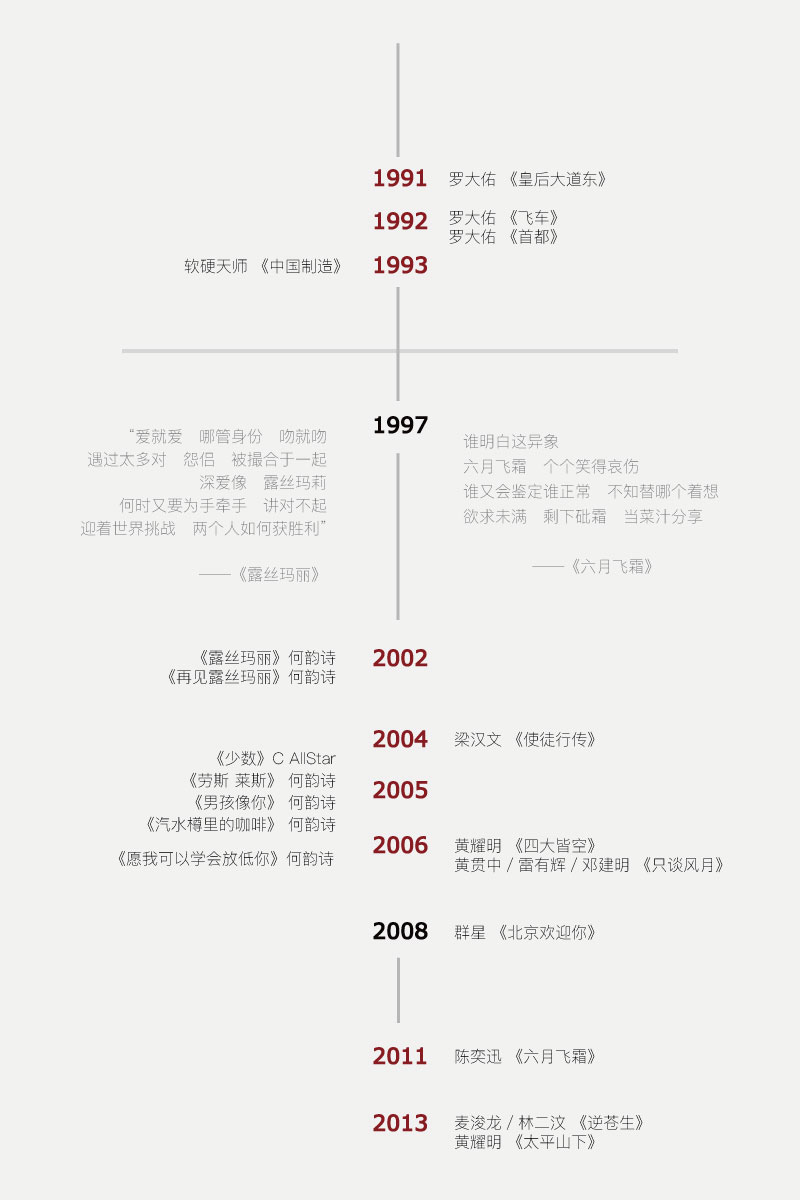 1991 罗大佑 《皇后大道东》
1992 罗大佑 《飞车》
罗大佑 《首都》
软硬天师 《中国制造》 1993
1997
“爱就爱 哪管身份 吻就吻
遇过太多对 怨侣 被撮合于一起
深爱像 露丝玛莉
何时又要为手牵手 讲对不起
迎着世界挑战 两个人如何获胜利”
——《露丝玛丽》
谁明白这异象
六月飞霜 个个笑得哀伤
谁又会鉴定谁正常 不知替哪个着想
欲求未满 剩下砒霜 当菜汁分享
——《六月飞霜》
《露丝玛丽》何韵诗 2002
《再见露丝玛丽》何韵诗
2004 梁汉文 《使徒行传》
《少数》C AllStar
《劳斯 莱斯》 何韵诗 2005
《男孩像你》 何韵诗
《汽水樽里的咖啡》 何韵诗
《愿我可以学会放低你》何韵诗
2006 黄耀明 《四大皆空》
黄贯中 / 雷有辉 / 邓建明 《只谈风月》
2008 群星 《北京欢迎你》
2011 陈奕迅 《六月飞霜》
2013 麦浚龙 / 林二汶 《逆苍生》
黄耀明 《太平山下》